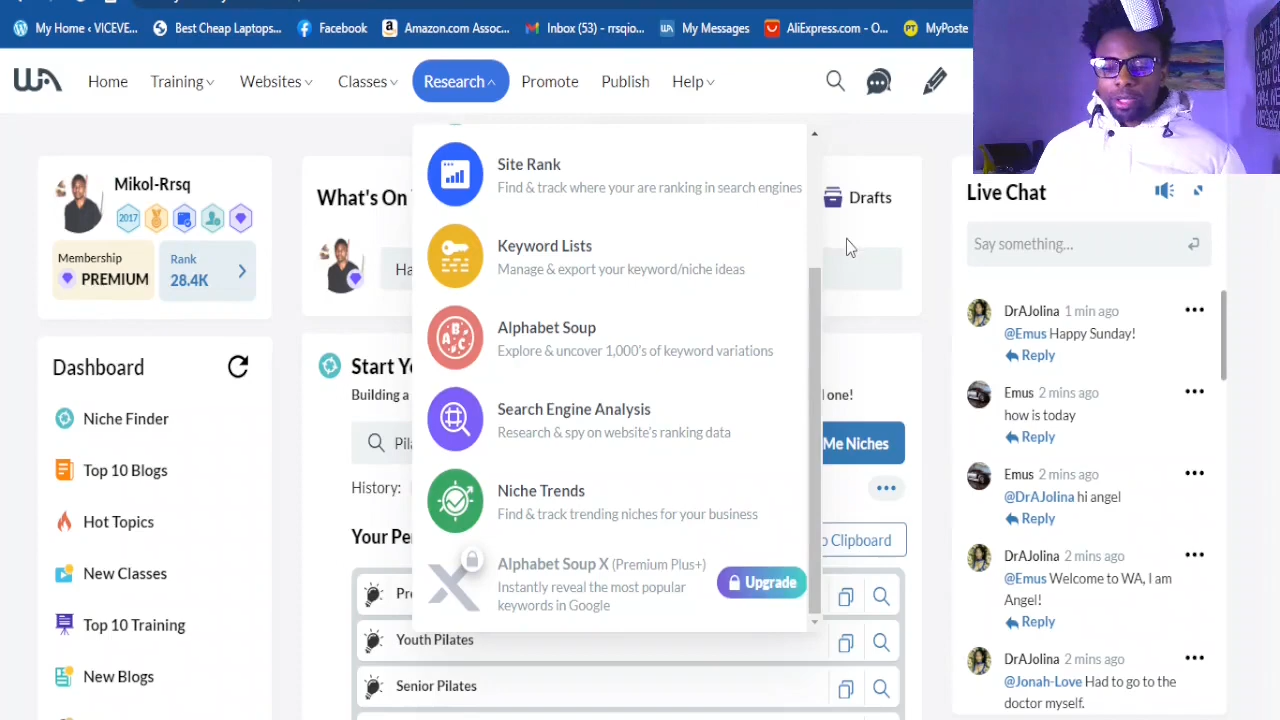 My Home ‹ VICEVE...
Best Cheap Laptops...
Facebook
Amazon.com Assoc...
Inbox (53) - rrsqio...
My Messages
AliExpress.com - O...
MyPoste
WA
Home
Training
Websites
Classes
Research
Promote
Publish
Help
Mikol-Rrsq
2017
Membership
PREMIUM
Rank
28.4K
Dashboard
Niche Finder
Top 10 Blogs
Hot Topics
New Classes
Top 10 Training
New Blogs
What's On
Drafts
Ha
Start Yo
Building a
l one!
Pila
Me Niches
History:
Your Per
o Clipboard
Pre
Youth Pilates
Senior Pilates
Site Rank
Find & track where your are ranking in search engines
Keyword Lists
Manage & export your keyword/niche ideas
Alphabet Soup
Explore & uncover 1,000's of keyword variations
Search Engine Analysis
Research & spy on website's ranking data
Niche Trends
Find & track trending niches for your business
Alphabet Soup X (Premium Plus+)
Instantly reveal the most popular
keywords in Google
Upgrade
Live Chat
Say something...
DrAJolina 1 min ago
@Emus Happy Sunday!
Reply
Emus 2 mins ago
how is today
Reply
Emus 2 mins ago
@DrAJolina hi angel
Reply
DrAJolina 2 mins ago
@Emus Welcome to WA, I am
Angel!
Reply
DrAJolina 2 mins ago
@Jonah-Love Had to go to the
doctor myself.